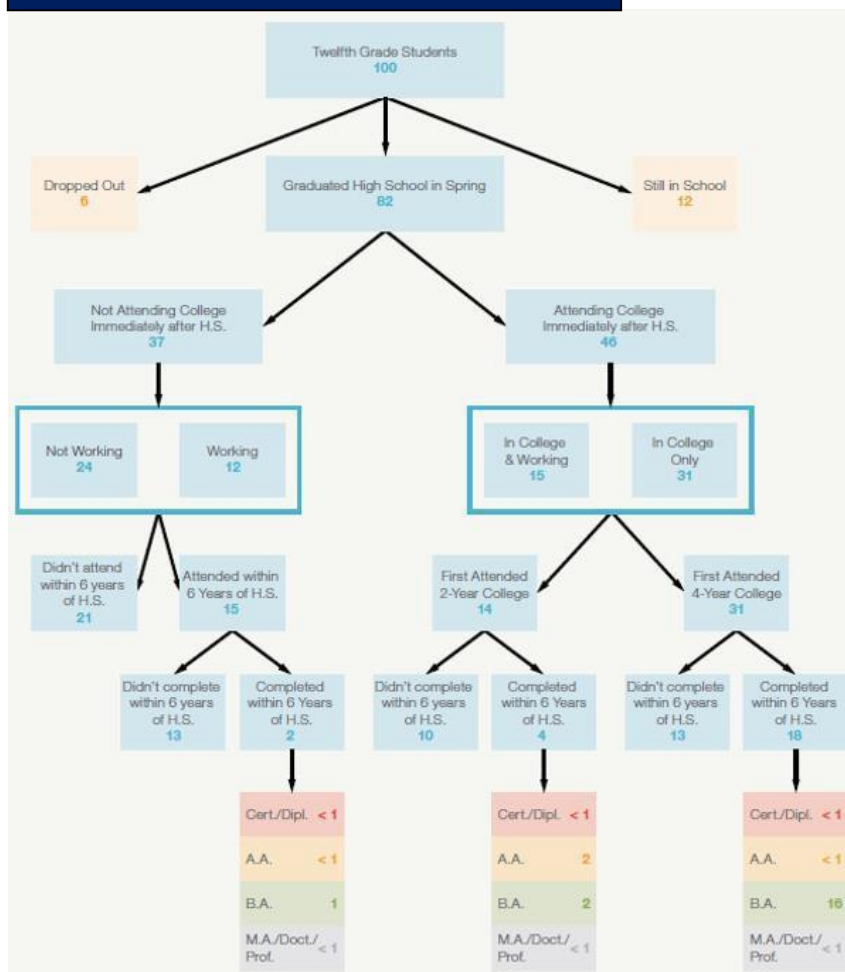 Twelfth Grade Students
100
Dropped Out
6
Graduated High School in Spring
82
Still in School
12
Not Attending College
Immediately after H.S.
37
Attending College
Immediately after H.S.
46
Not Working
24
Working
12
In College
& Working
15
In College
Only
31
Didn't attend
within 6 years
of H.S.
21
Attended within
6 Years of H.S.
15
First Attended
2-Year College
14
First Attended
4-Year College
31
Didn't complete
within 6 years
of H.S.
13
Completed
within 6 Years
of H.S.
2
Didn't complete
within 6 years
of H.S.
10
Completed
within 6 Years
of H.S.
4
Didn't complete
within 6 years
of H.S.
13
Completed
within 6 Years
of H.S.
18
Cert./Dipl. < 1
A.A. < 1
B.A. 1
M.A./Doct./
Prof. < 1
Cert./Dipl. < 1
A.A. 2
B.A. 2
M.A./Doct./
Prof. < 1
Cert./Dipl. < 1
A.A. < 1
B.A. 16
M.A./Doct./
Prof. < 1